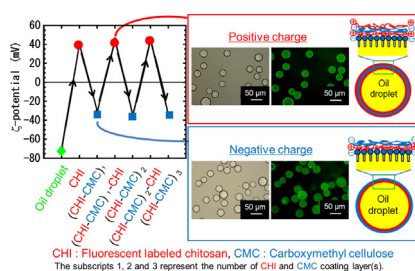 ζ-potential (mV)
60
40
20
0
-20
-40
-60
-80
Oil droplet
CHI
(CHI-CMC)1
(CHI-CMC)1-CHI
(CHI-CMC)2
(CHI-CMC)2-CHI
(CHI-CMC)3
Positive charge
50 μm
50 μm
Oil
droplet
Negative charge
50 μm
50 μm
Oil
droplet
CHI : Fluorescent labeled chitosan, CMC : Carboxymethyl cellulose
The subscripts 1, 2 and 3 represent the number of CHI and CMC coating layer(s).